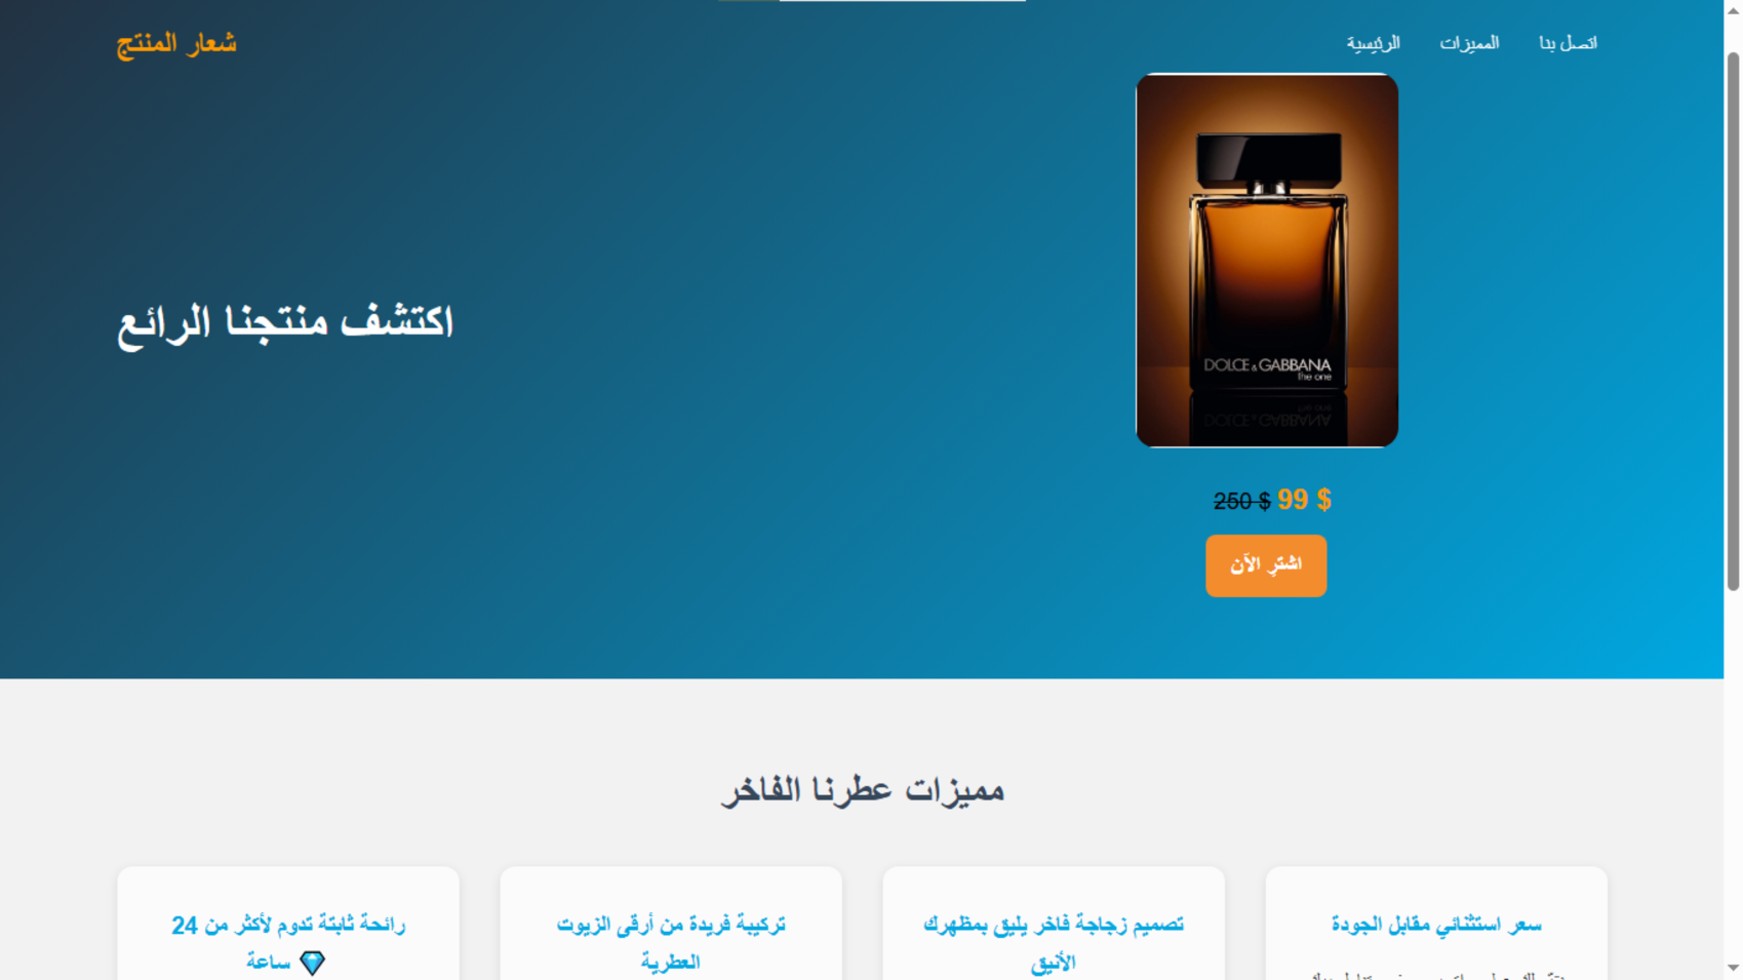 شعار المنتج
الرئيسية
المميزات
اتصل بنا
DOLCE & GABBANA
the one
اكتشف منتجنا الرائع
250 $ 99 $
اشترِ الآن
مميزات عطرنا الفاخر
رائحة ثابتة تدوم لأكثر من 24
ساعة 💎
تركيبة فريدة من أرقى الزيوت
العطرية
تصميم زجاجة فاخر يليق بمظهرك
الأنيق
سعر استثنائي مقابل الجودة